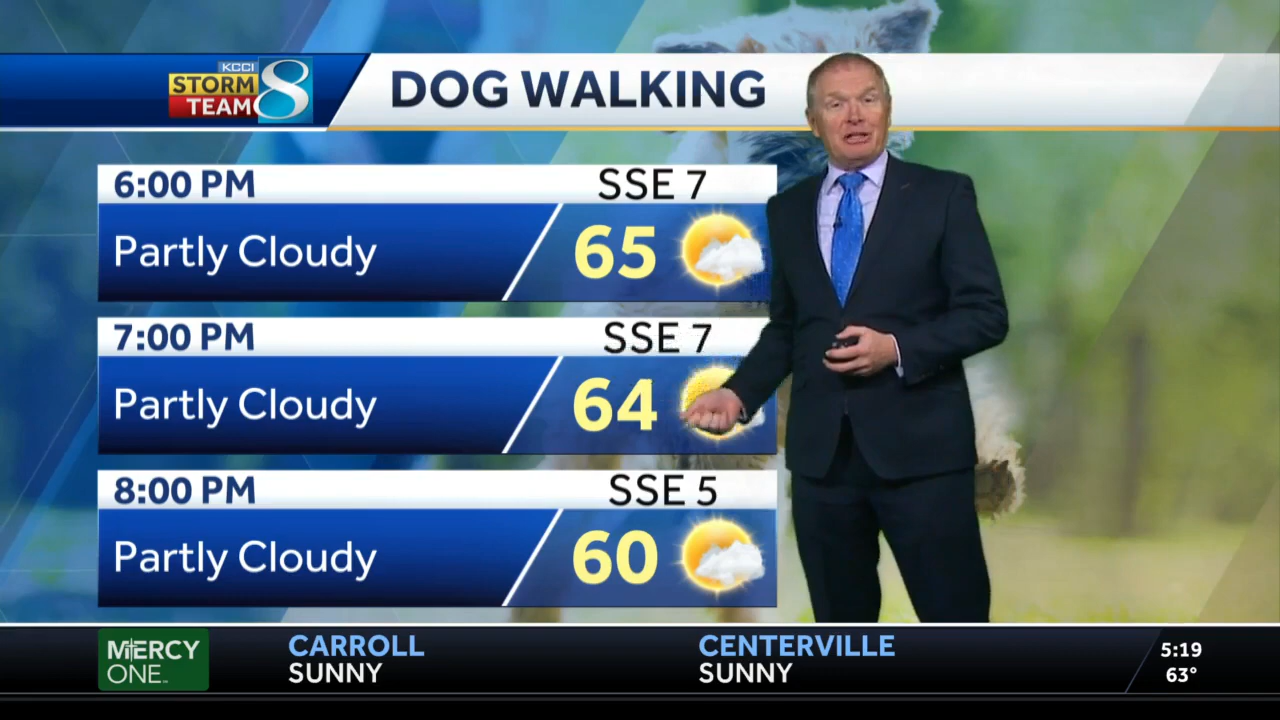 KCCI
STORM
TEAM 8
DOG WALKING
6:00 PM
SSE 7
Partly Cloudy
65
7:00 PM
SSE 7
Partly Cloudy
64
8:00 PM
SSE 5
Partly Cloudy
60
MERCY
ONE
CARROLL
SUNNY
CENTERVILLE
SUNNY
5:19
63°